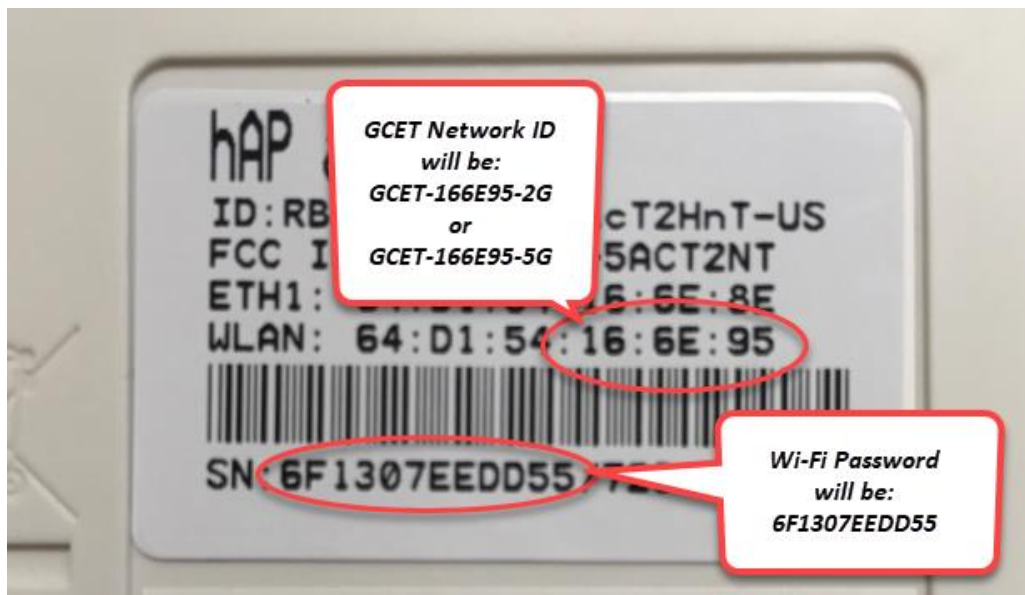 hAP
GCET Network ID
will be:
GCET-166E95-2G
or
GCET-166E95-5G
ID:RB cT2HnT-US
FCC I 5ACT2NT
ETH1: 16:6E:8E
WLAN: 64:D1:54:16:6E:95
SN:6F1307EEDD55
Wi-Fi Password
will be:
6F1307EEDD55